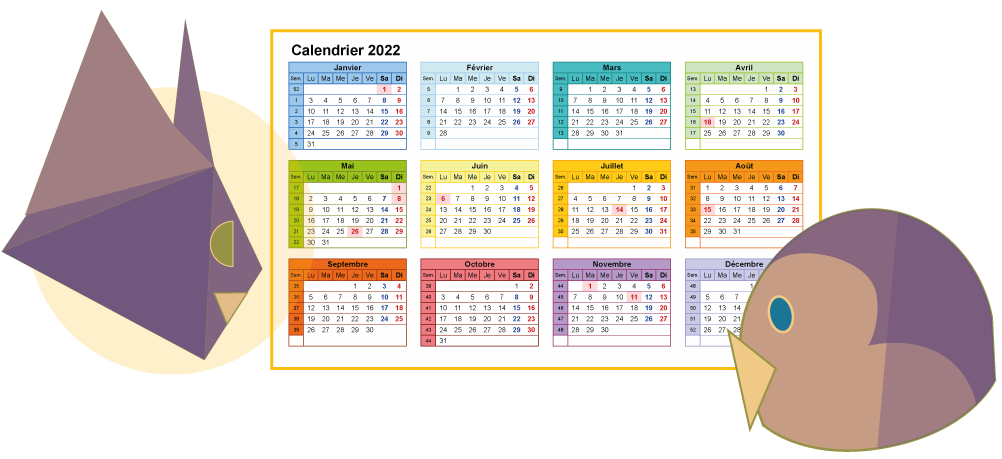 Calendrier 2022
Janvier
Sem. Lu Ma Me Je Ve Sa Di
52 1 2
1 3 4 5 6 7 8 9
2 10 11 12 13 14 15 16
3 17 18 19 20 21 22 23
4 24 25 26 27 28 29 30
5 31
Février
Sem. Lu Ma Me Je Ve Sa Di
5 1 2 3 4 5 6
6 7 8 9 10 11 12 13
7 14 15 16 17 18 19 20
8 21 22 23 24 25 26 27
9 28
Mars
Sem. Lu Ma Me Je Ve Sa Di
9 1 2 3 4 5 6
10 7 8 9 10 11 12 13
11 14 15 16 17 18 19 20
12 21 22 23 24 25 26 27
13 28 29 30 31
Avril
Sem. Lu Ma Me Je Ve Sa Di
13 1 2 3
14 4 5 6 7 8 9 10
15 11 12 13 14 15 16 17
16 18 19 20 21 22 23 24
17 25 26 27 28 29 30
Mai
Sem. Lu Ma Me Je Ve Sa Di
17 1
18 2 3 4 5 6 7 8
19 9 10 11 12 13 14 15
20 16 17 18 19 20 21 22
21 23 24 25 26 27 28 29
22 30 31
Juin
Sem. Lu Ma Me Je Ve Sa Di
22 1 2 3 4 5
23 6 7 8 9 10 11 12
24 13 14 15 16 17 18 19
25 20 21 22 23 24 25 26
26 27 28 29 30
Juillet
Sem. Lu Ma Me Je Ve Sa Di
26 1 2 3
27 4 5 6 7 8 9 10
28 11 12 13 14 15 16 17
29 18 19 20 21 22 23 24
30 25 26 27 28 29 30 31
Août
Sem. Lu Ma Me Je Ve Sa Di
31 1 2 3 4 5 6 7
32 8 9 10 11 12 13 14
33 15 16 17 18 19 20 21
34 22 23 24 25 26 27 28
35 29 30 31
Septembre
Sem. Lu Ma Me Je Ve Sa Di
35 1 2 3 4
36 5 6 7 8 9 10 11
37 12 13 14 15 16 17 18
38 19 20 21 22 23 24 25
39 26 27 28 29 30
Octobre
Sem. Lu Ma Me Je Ve Sa Di
39 1 2
40 3 4 5 6 7 8 9
41 10 11 12 13 14 15 16
42 17 18 19 20 21 22 23
43 24 25 26 27 28 29 30
44 31
Novembre
Sem. Lu Ma Me Je Ve Sa Di
44 1 2 3 4 5 6
45 7 8 9 10 11 12 13
46 14 15 16 17 18 19 20
47 21 22 23 24 25 26 27
48 28 29 30
Décembre
Sem. Lu Ma Me Je
48 1
49 5 6 7
50 12 13 14
51 19 20 21
52 26 27